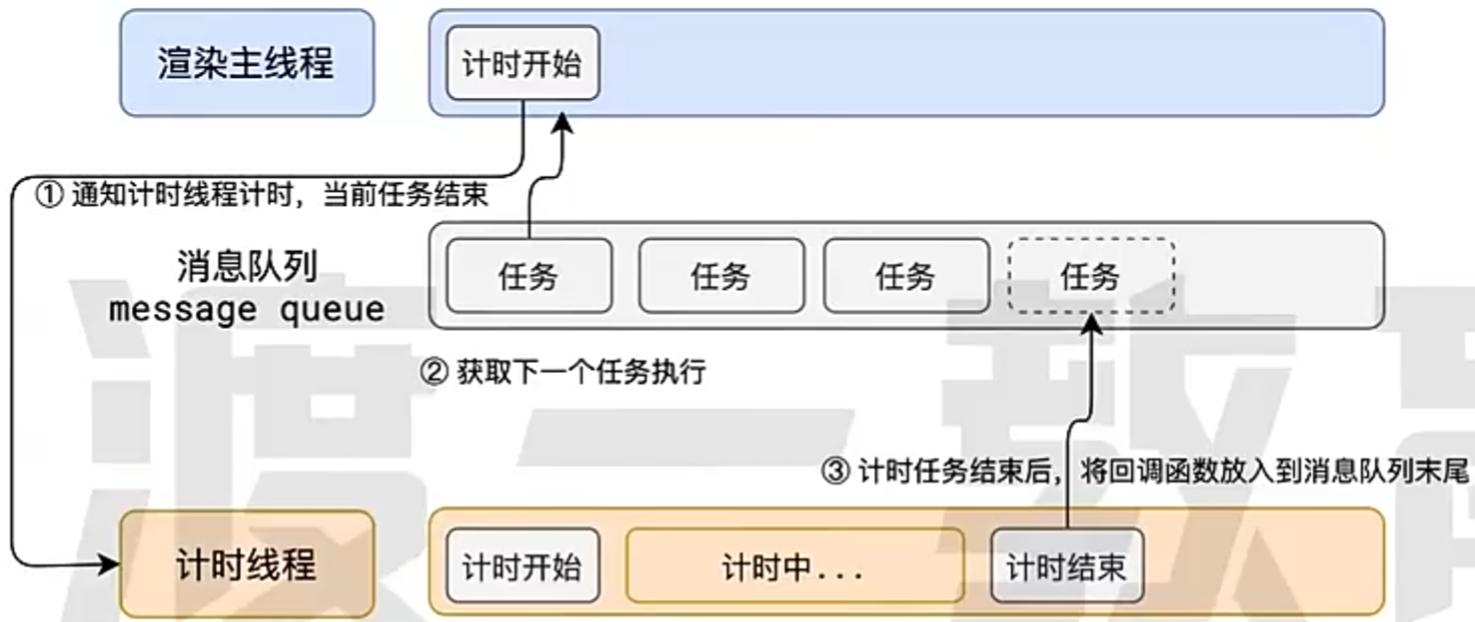 渲染主线程
计时开始
① 通知计时线程计时，当前任务结束
消息队列
message queue
任务
任务
任务
任务
② 获取下一个任务执行
③ 计时任务结束后，将回调函数放入到消息队列末尾
计时线程
计时开始
计时中...
计时结束
渡一教